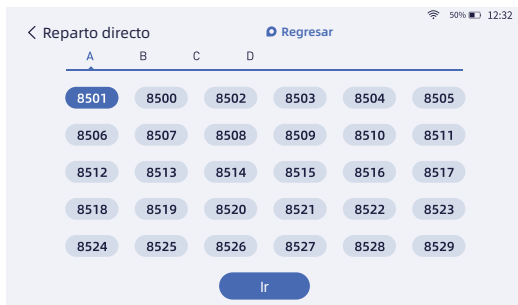 50% 12:32
Reparto directo Regresar
A B C D
8501 8500 8502 8503 8504 8505
8506 8507 8508 8509 8510 8511
8512 8513 8514 8515 8516 8517
8518 8519 8520 8521 8522 8523
8524 8525 8526 8527 8528 8529
Ir